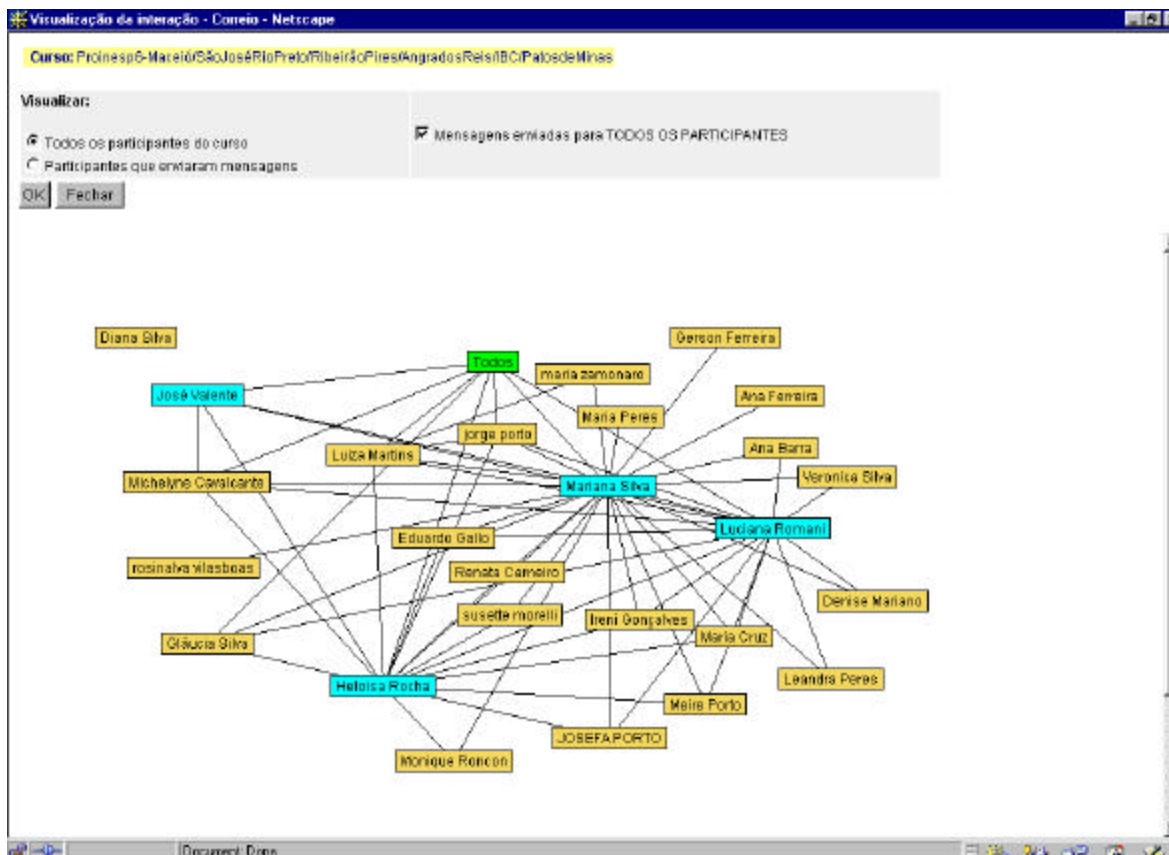 Visualização da interação - Correio - Netscape
Curso: Proinesp6-Maceió/SãoJoséRioPreto/RibeirãoPires/AngradosReis/IBC/PatosdeMinas
Visualizar:
Todos os participantes do curso
Mensagens enviadas para TODOS OS PARTICIPANTES
Participantes que enviaram mensagens
OK Fechar
Diana Silva
Gerson Ferreira
Todos
maria zamonaro
José Valente
Ana Ferreira
Maria Peres
jorge porto
Ana Barra
Luiza Martins
Veronica Silva
Michelyne Cavalcante
Mariana Silva
Luciana Romani
Eduardo Gallo
rosinalva vilasboas
Renata Carneiro
Denise Mariano
susette morelli
Ireni Gonçalves
Maria Cruz
Gláucia Silva
Leandra Peres
Heloisa Rocha
Meire Porto
JOSEFA PORTO
Monique Roncon
Document: Done